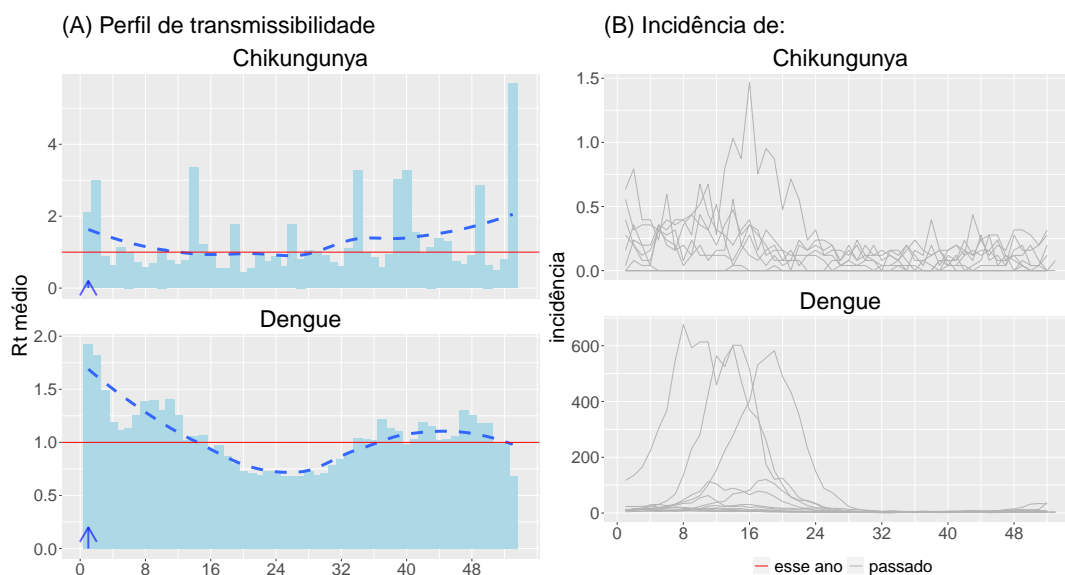 (A) Perfil de transmissibilidade
Chikungunya
4
2
0
Dengue
2.0
1.5
1.0
0.5
0.0
0 8 16 24 32 40 48
Rt médio
(B) Incidência de:
Chikungunya
1.5
1.0
0.5
0.0
Dengue
600
400
200
0
0 8 16 24 32 40 48
incidência
esse ano passado